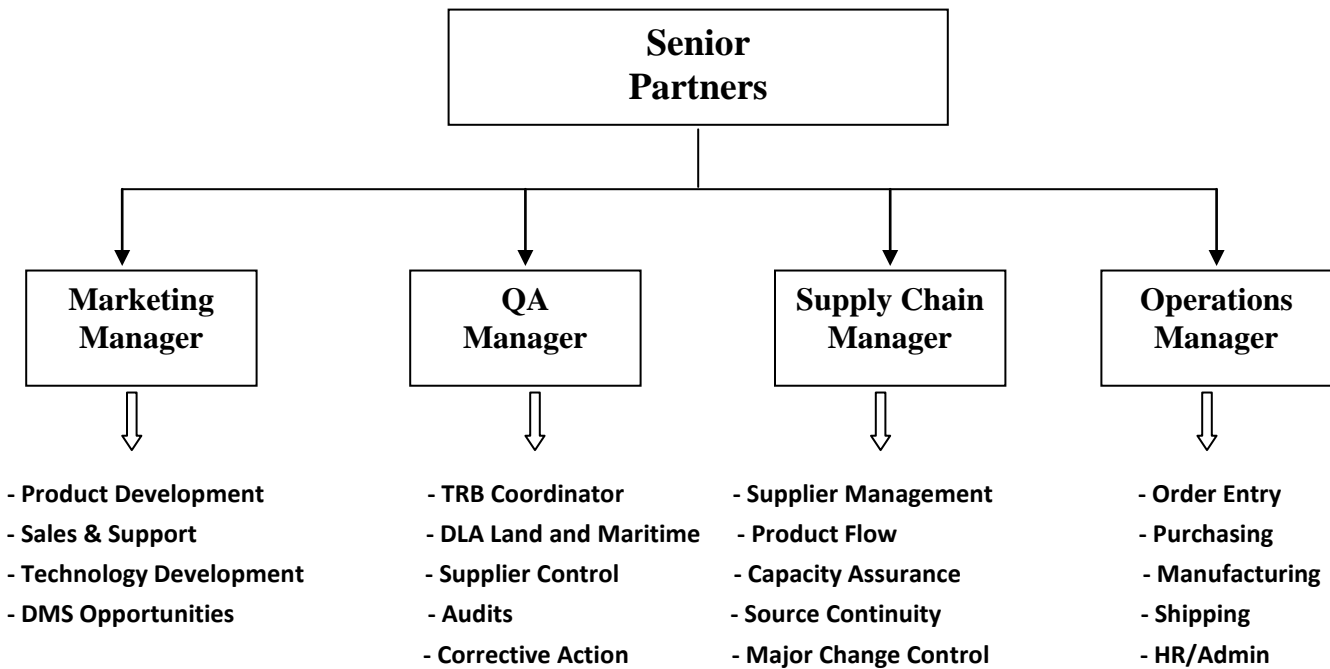 Senior
Partners
Marketing
Manager
QA
Manager
Supply Chain
Manager
Operations
Manager
- Product Development
- Sales & Support
- Technology Development
- DMS Opportunities
- TRB Coordinator
- DLA Land and Maritime
- Supplier Control
- Audits
- Corrective Action
- Supplier Management
- Product Flow
- Capacity Assurance
- Source Continuity
- Major Change Control
- Order Entry
- Purchasing
- Manufacturing
- Shipping
- HR/Admin